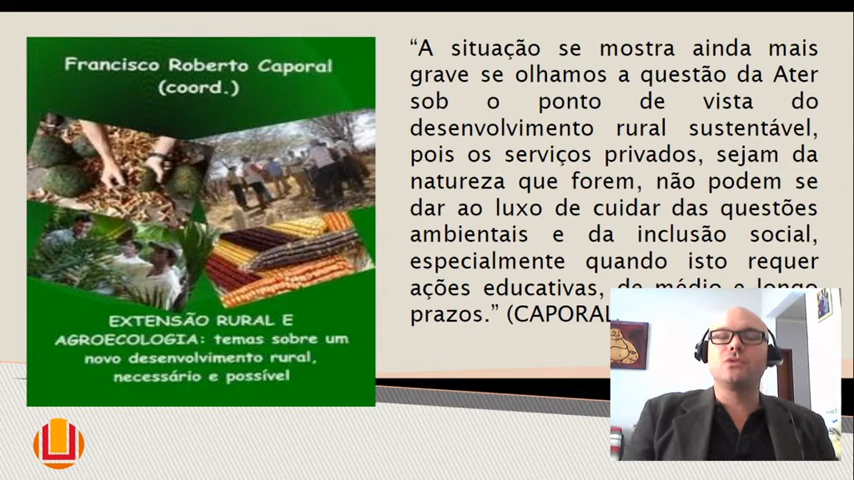 Francisco Roberto Caporal
(coord.)
EXTENSÃO RURAL E
AGROECOLOGIA: temas sobre um
novo desenvolvimento rural,
necessário e possível
“A situação se mostra ainda mais
grave se olhamos a questão da Ater
sob o ponto de vista do
desenvolvimento rural sustentável,
pois os serviços privados, sejam da
natureza que forem, não podem se
dar ao luxo de cuidar das questões
ambientais e da inclusão social,
especialmente quando isto requer
ações educativas, de médio e longo
prazos.” (CAPORAL